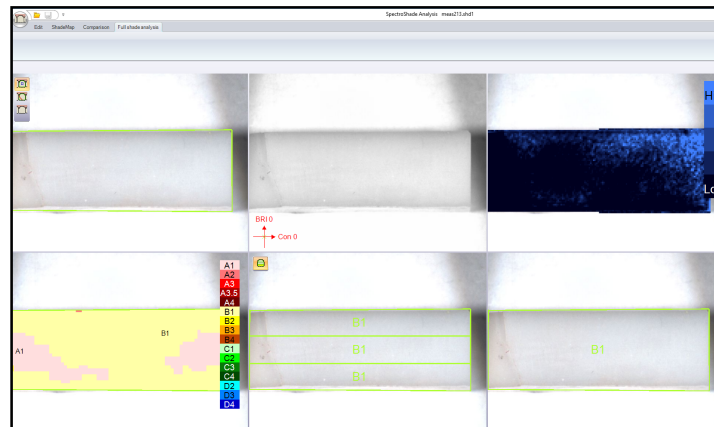 SpectroShade Analysis meas213.shd1
Edit ShadeMap Comparison Full shade analysis
H
Lo
BRI 0
Con 0
A1
A2
A3
A3.5
A4
B1
B2
B3
B4
C1
C2
C3
C4
D2
D3
D4
A1
B1
B1
B1
B1
B1